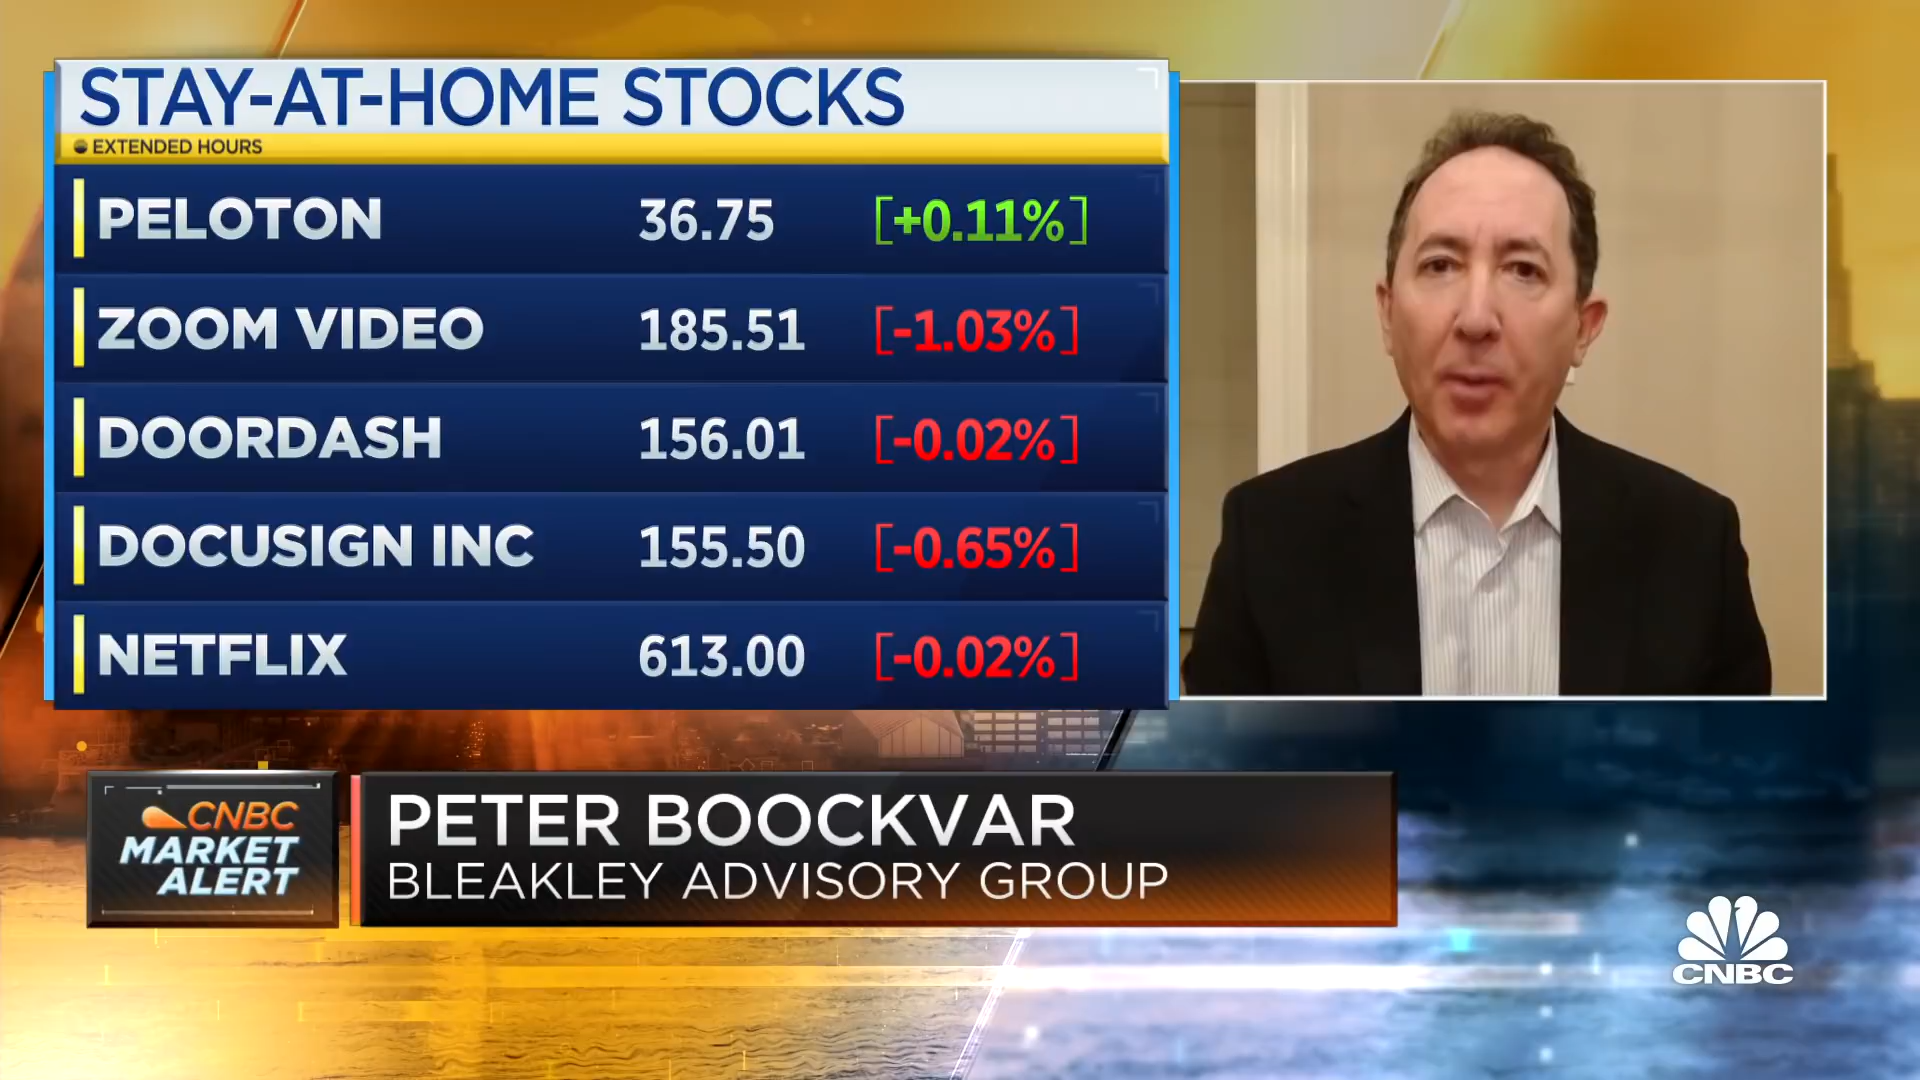 STAY-AT-HOME STOCKS
EXTENDED HOURS
PELOTON 36.75 [+0.11%]
ZOOM VIDEO 185.51 [-1.03%]
DOORDASH 156.01 [-0.02%]
DOCUSIGN INC 155.50 [-0.65%]
NETFLIX 613.00 [-0.02%]
CNBC
MARKET
ALERT
PETER BOOCKVAR
BLEAKLEY ADVISORY GROUP
CNBC